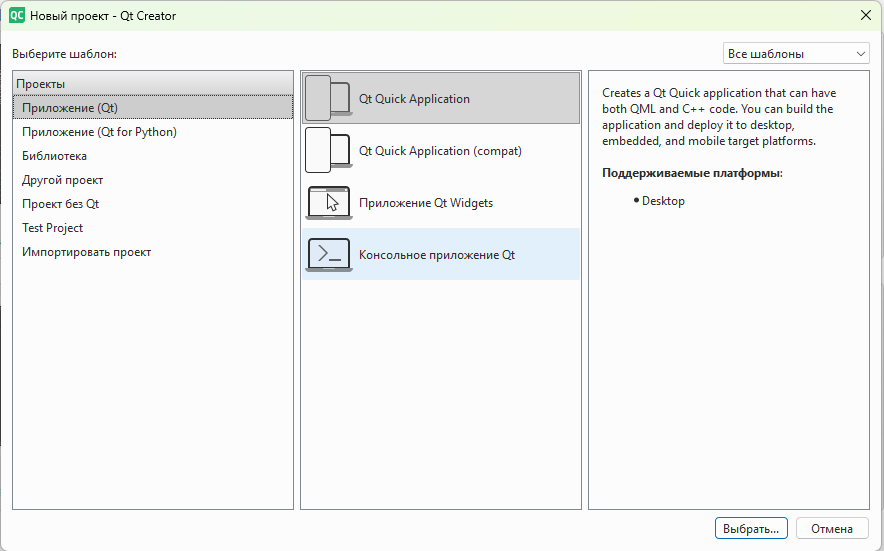 QC Новый проект - Qt Creator
Выберите шаблон:
Все шаблоны
Проекты
Приложение (Qt)
Приложение (Qt for Python)
Библиотека
Другой проект
Проект без Qt
Test Project
Импортировать проект
Qt Quick Application
Qt Quick Application (compat)
Приложение Qt Widgets
Консольное приложение Qt
Creates a Qt Quick application that can have
both QML and C++ code. You can build the
application and deploy it to desktop,
embedded, and mobile target platforms.
Поддерживаемые платформы:
• Desktop
Выбрать...
Отмена